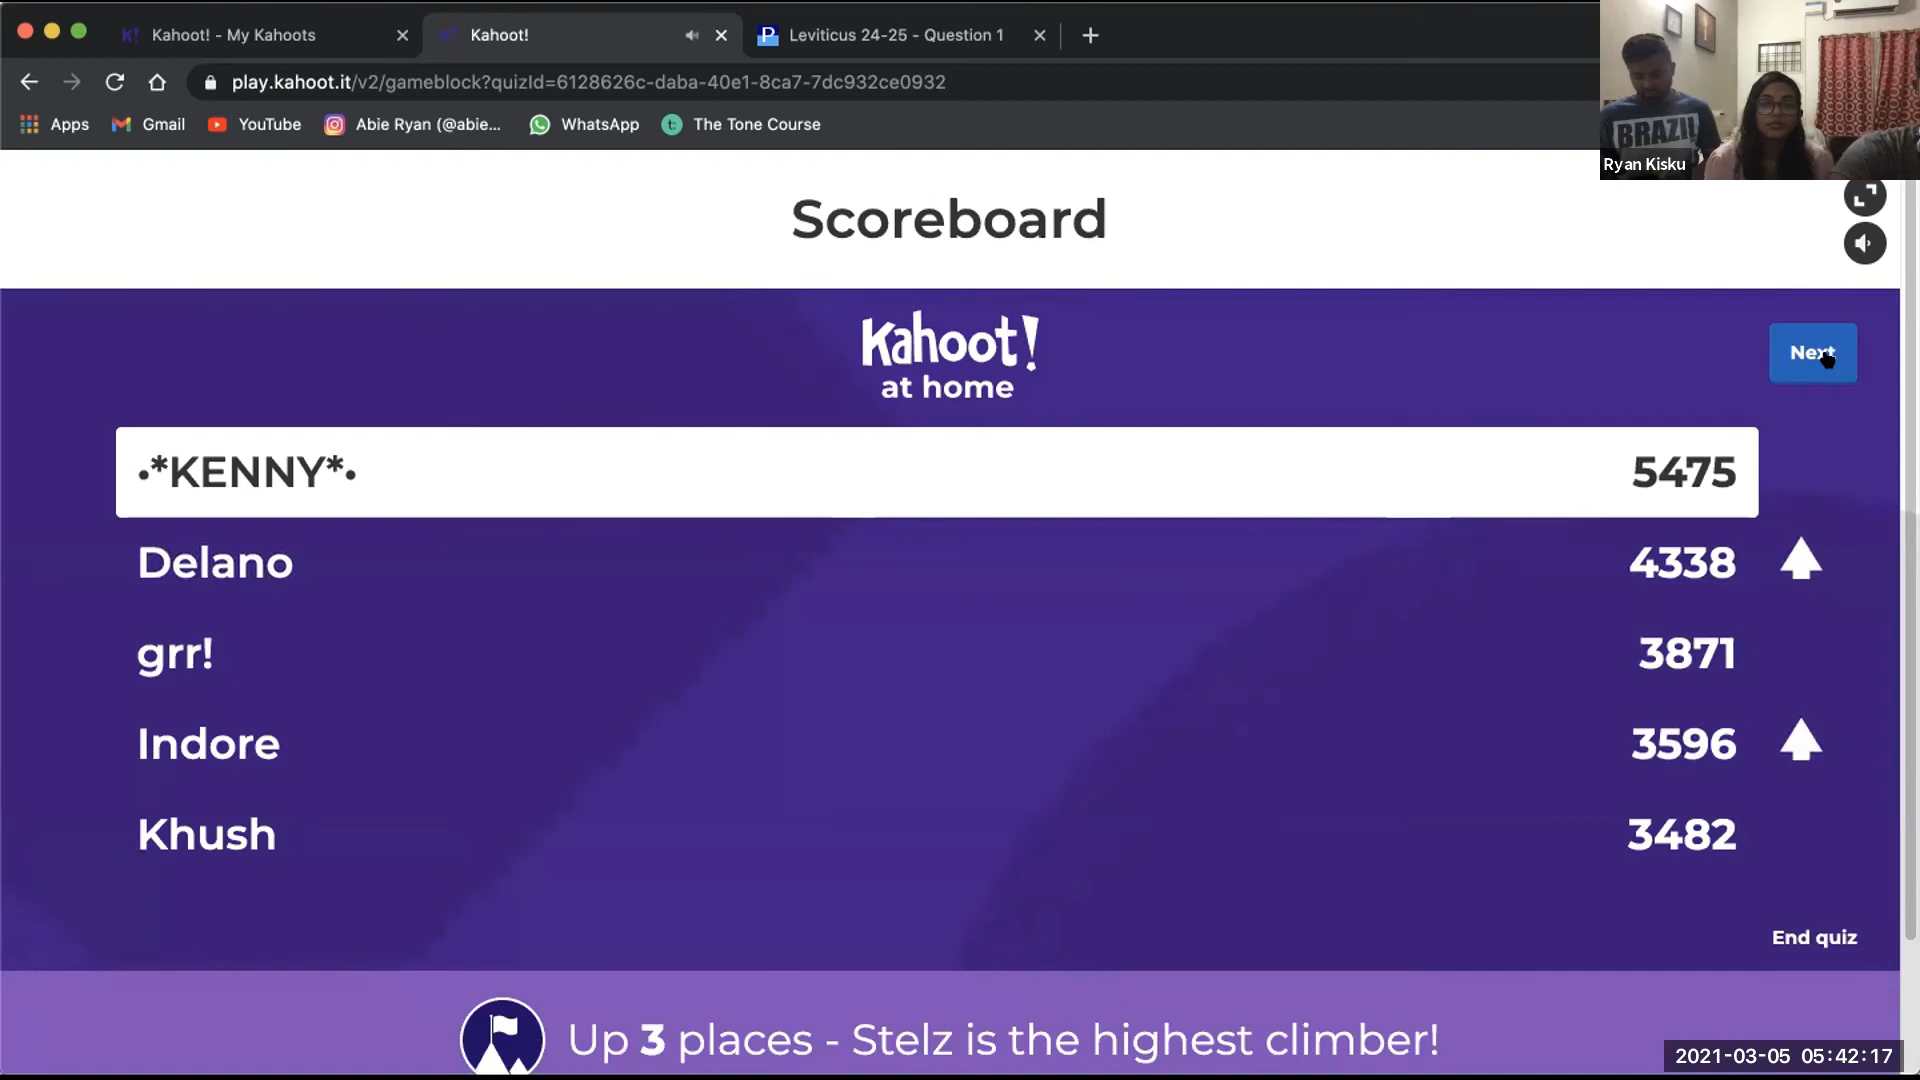 Kahoot! - My Kahoots
Kahoot!
Leviticus 24-25 - Question 1
play.kahoot.it/v2/gameblock?quizId=6128626c-daba-40e1-8ca7-7dc932ce0932
Apps
Gmail
YouTube
Abie Ryan (@abie...
WhatsApp
The Tone Course
BRAZIL
Ryan Kisku
Scoreboard
Kahoot!
at home
Next
•*KENNY*• 5475
Delano 4338
grr! 3871
Indore 3596
Khush 3482
End quiz
Up 3 places - Stelz is the highest climber!
2021-03-05 05:42:17